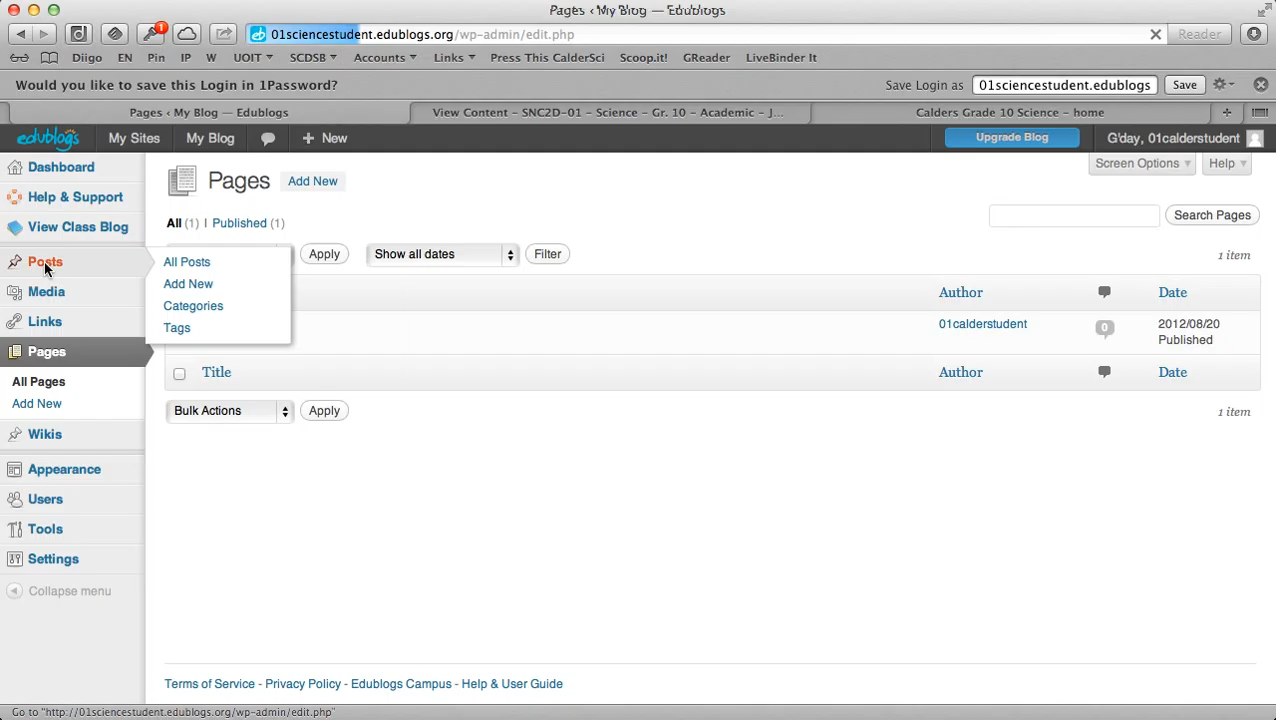 Pages ‹ My Blog — Edublogs
01sciencestudent.edublogs.org/wp-admin/edit.php
Reader
Diigo EN Pin IP W UOIT SCDSB Accounts Links Press This CalderSci Scoop.it! GReader LiveBinder It
Would you like to save this Login in 1Password? Save Login as 01sciencestudent.edublogs Save
Pages ‹ My Blog — Edublogs View Content – SNC2D-01 – Science – Gr. 10 – Academic – J... Calders Grade 10 Science – home
edublogs My Sites My Blog + New Upgrade Blog G'day, 01calderstudent
Dashboard
Help & Support
View Class Blog
Posts
Media
Links
Pages
All Pages
Add New
Wikis
Appearance
Users
Tools
Settings
Collapse menu
All Posts
Add New
Categories
Tags
Screen Options Help
Pages Add New
All (1) | Published (1)
Search Pages
Apply Show all dates Filter 1 item
Author Date
01calderstudent 0 2012/08/20
Published
Title Author Date
Bulk Actions Apply 1 item
Terms of Service - Privacy Policy - Edublogs Campus - Help & User Guide
Go to "http://01sciencestudent.edublogs.org/wp-admin/edit.php"